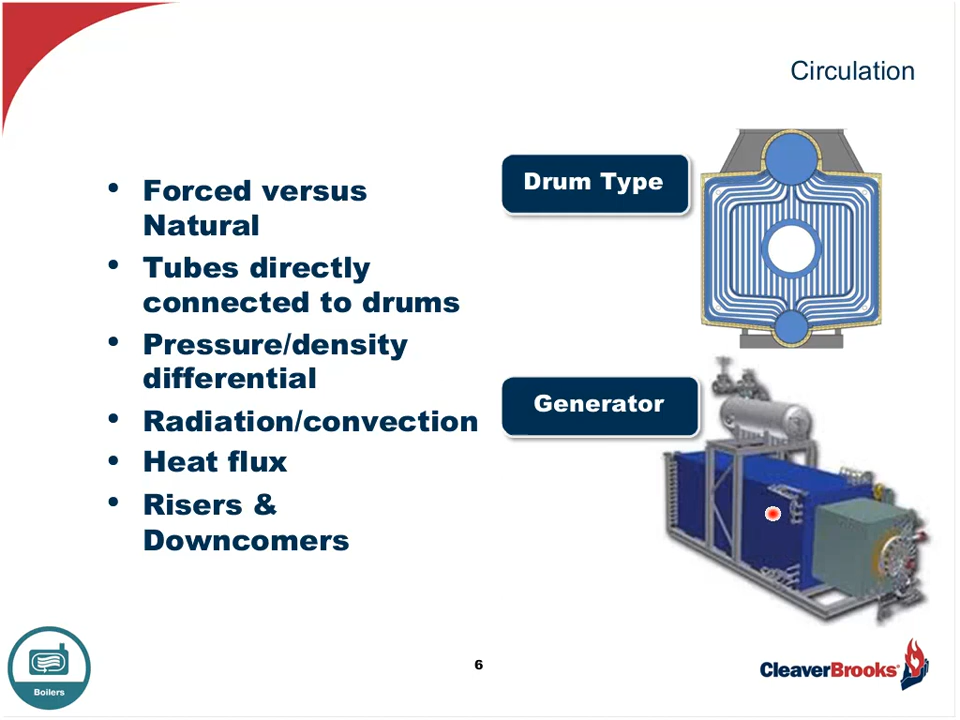 Circulation
• Forced versus
Natural
• Tubes directly
connected to drums
• Pressure/density
differential
• Radiation/convection
• Heat flux
• Risers &
Downcomers
Drum Type
Generator
Boilers
6
CleaverBrooks®